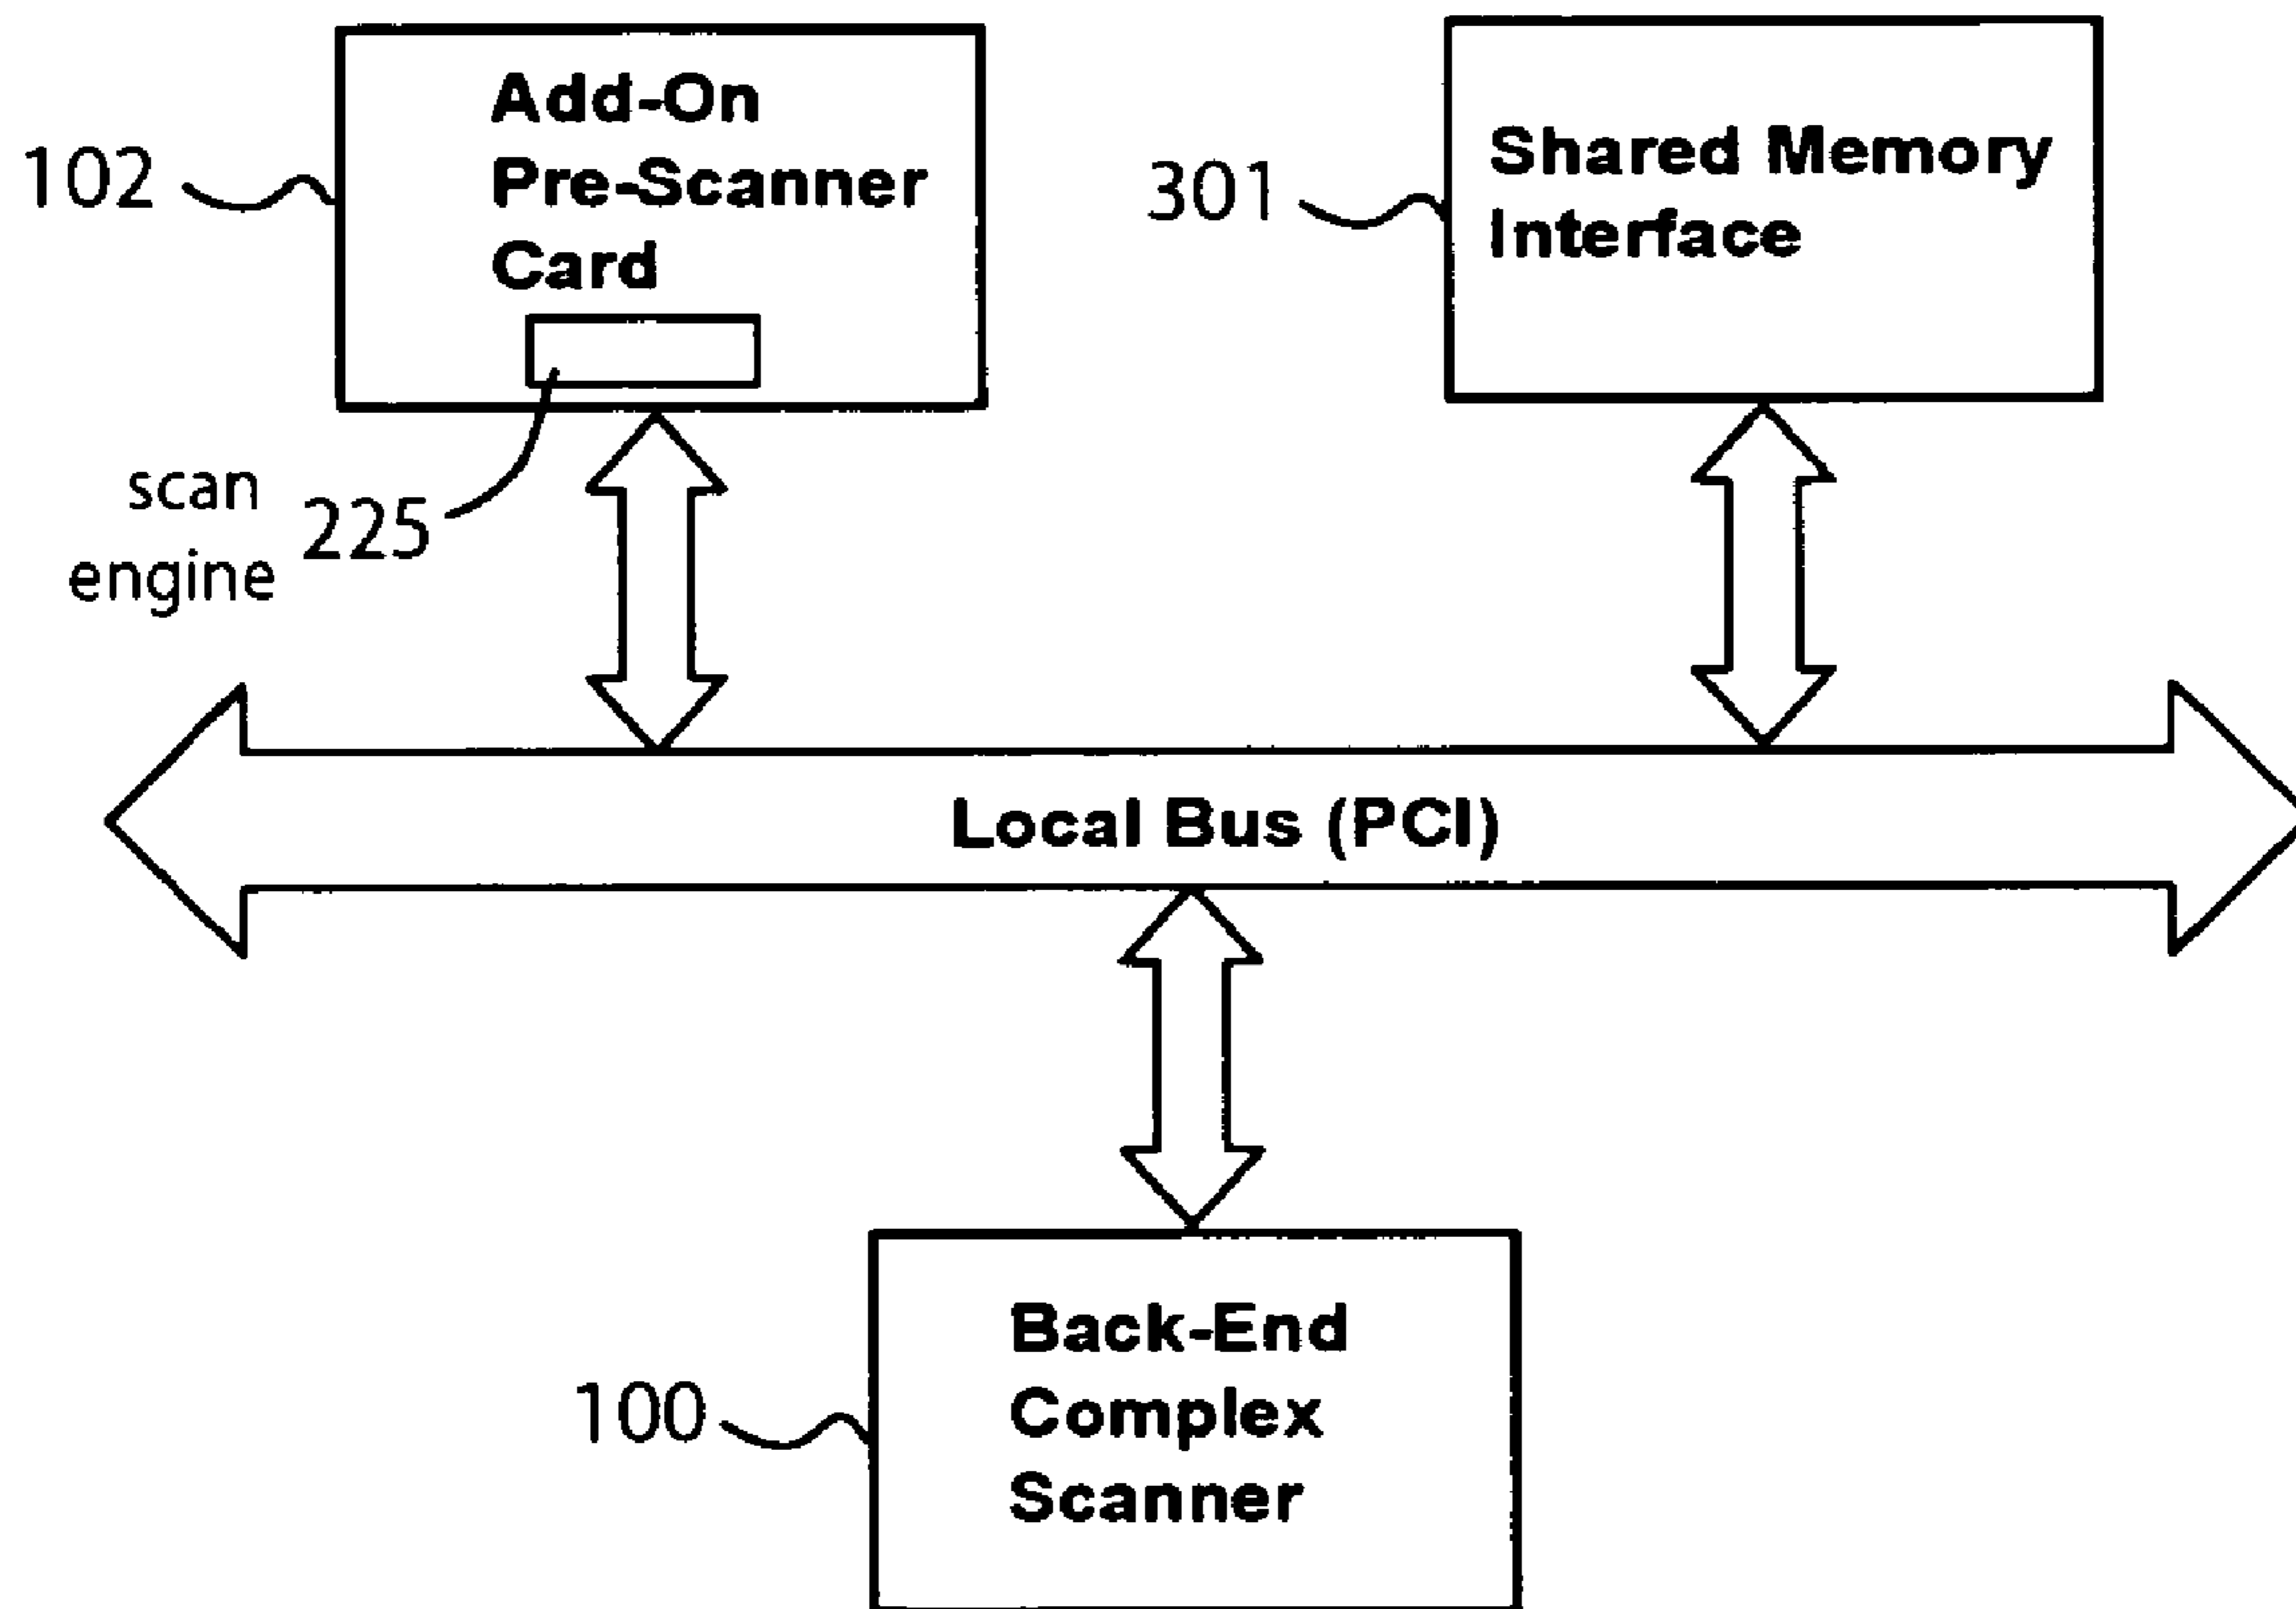 Add-On
Pre-Scanner
Card
102
Shared Memory
Interface
301
scan
engine
225
Local Bus (PCI)
Back-End
Complex
Scanner
100